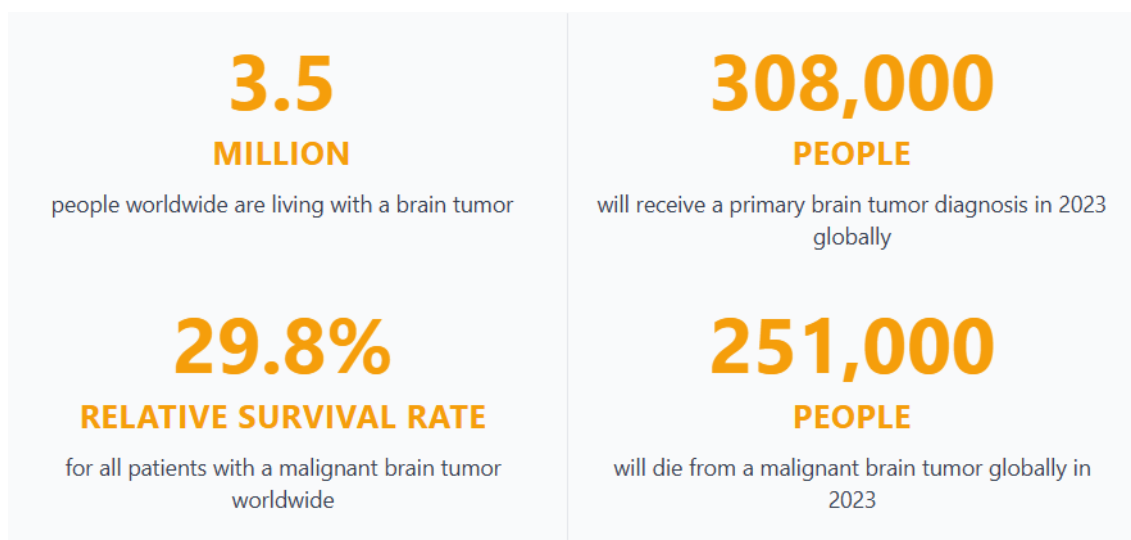 3.5
MILLION
people worldwide are living with a brain tumor
308,000
PEOPLE
will receive a primary brain tumor diagnosis in 2023
globally
29.8%
RELATIVE SURVIVAL RATE
for all patients with a malignant brain tumor
worldwide
251,000
PEOPLE
will die from a malignant brain tumor globally in
2023